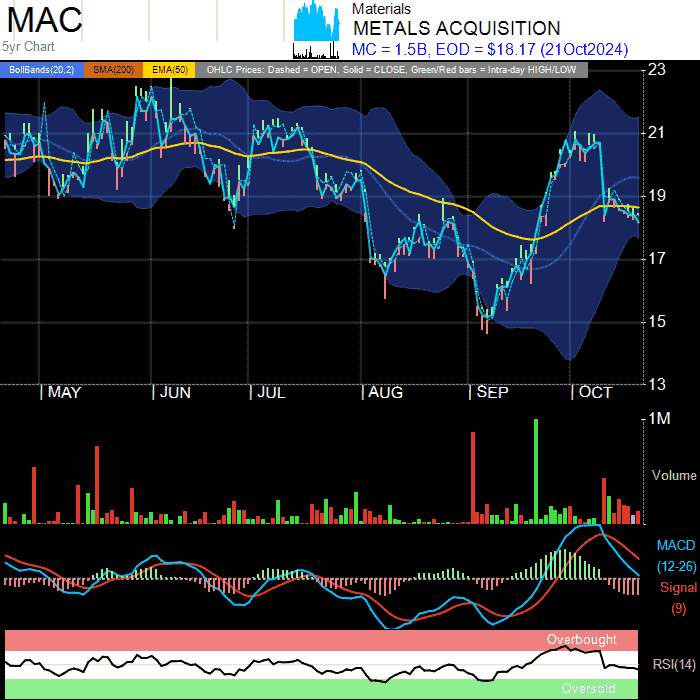 MAC
5yr Chart
Materials
METALS ACQUISITION
MC = 1.5B, EOD = $18.17 (21Oct2024)
BollBands(20,2) SMA(200) EMA(50) OHLC Prices: Dashed = OPEN, Solid = CLOSE, Green/Red bars = Intra-day HIGH/LOW
23
21
19
17
15
13
MAY JUN JUL AUG SEP OCT
1M
Volume
MACD
(12-26)
Signal
(9)
Overbought
RSI(14)
Oversold